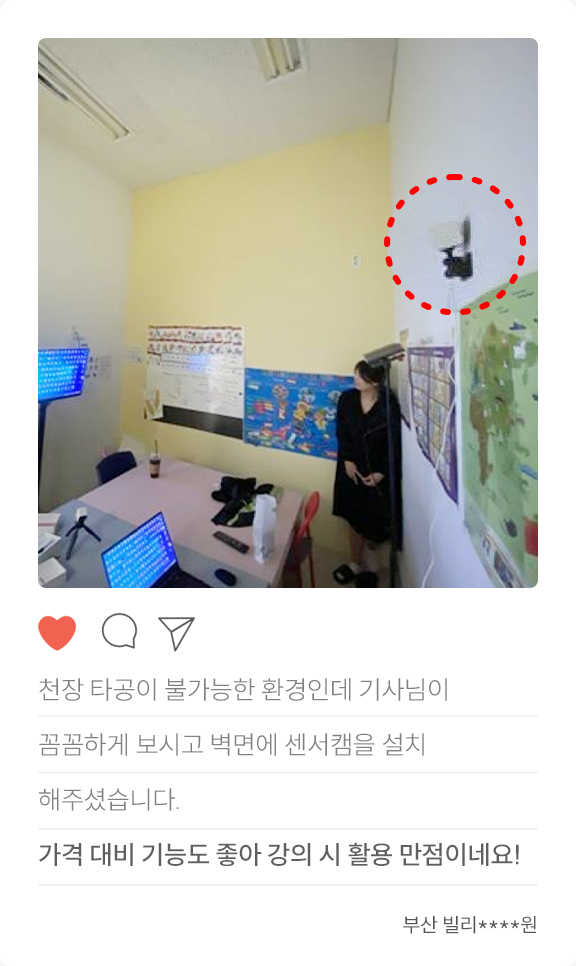 천장 타공이 불가능한 환경인데 기사님이
꼼꼼하게 보시고 벽면에 센서캠을 설치
해주셨습니다.
가격 대비 기능도 좋아 강의 시 활용 만점이네요!
부산 빌리****원